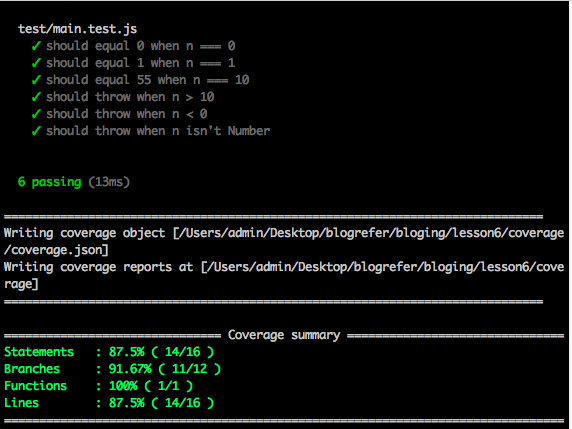 test/main.test.js
✓ should equal 0 when n === 0
✓ should equal 1 when n === 1
✓ should equal 55 when n === 10
✓ should throw when n > 10
✓ should throw when n < 0
✓ should throw when n isn't Number
6 passing (13ms)
Writing coverage object [/Users/admin/Desktop/blogrefer/bloging/lesson6/coverage
/coverage.json]
Writing coverage reports at [/Users/admin/Desktop/blogrefer/bloging/lesson6/cove
rage]
Coverage summary
Statements : 87.5% ( 14/16 )
Branches : 91.67% ( 11/12 )
Functions : 100% ( 1/1 )
Lines : 87.5% ( 14/16 )